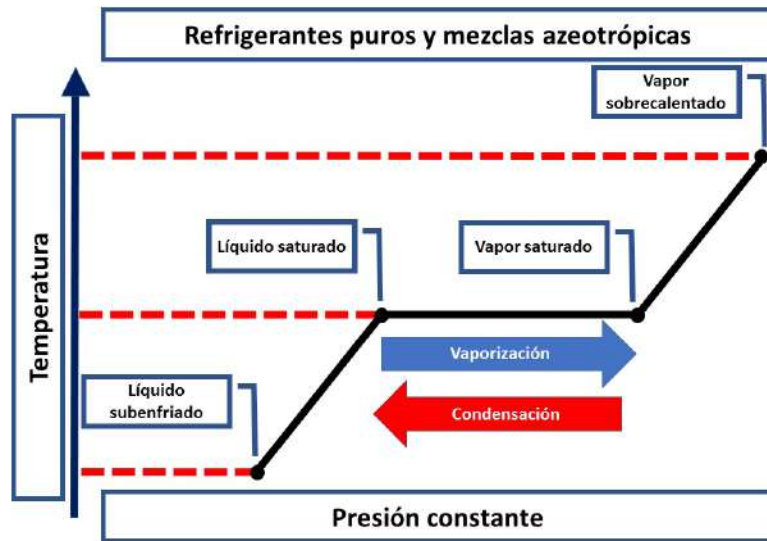 Refrigerantes puros y mezclas azeotrópicas
Vapor
sobrecalentado
Temperatura
Líquido saturado
Vapor saturado
Vaporización
Líquido
subenfriado
Condensación
Presión constante